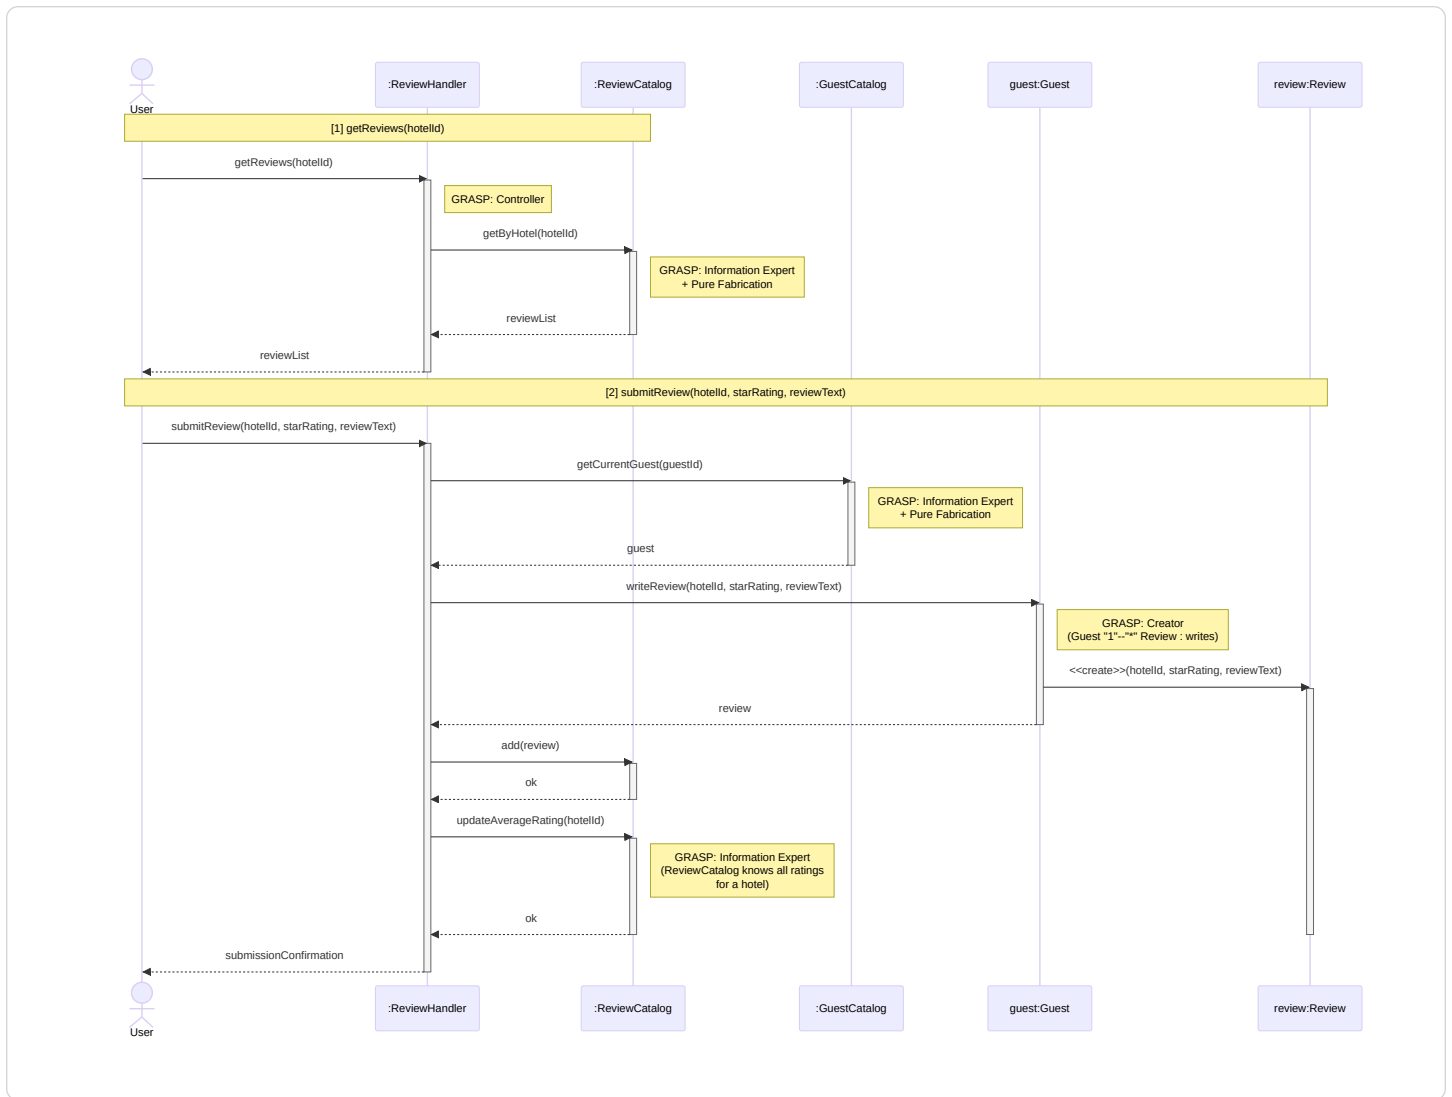 :ReviewHandler
:ReviewCatalog
:GuestCatalog
guest:Guest
review:Review
User
[1] getReviews(hotelId)
getReviews(hotelId)
GRASP: Controller
getByHotel(hotelId)
GRASP: Information Expert
+ Pure Fabrication
reviewList
reviewList
[2] submitReview(hotelId, starRating, reviewText)
submitReview(hotelId, starRating, reviewText)
getCurrentGuest(guestId)
GRASP: Information Expert
+ Pure Fabrication
guest
writeReview(hotelId, starRating, reviewText)
GRASP: Creator
(Guest "1"--"*" Review : writes)
<<create>>(hotelId, starRating, reviewText)
review
add(review)
ok
updateAverageRating(hotelId)
GRASP: Information Expert
(ReviewCatalog knows all ratings
for a hotel)
ok
submissionConfirmation
:ReviewHandler
:ReviewCatalog
:GuestCatalog
guest:Guest
review:Review
User